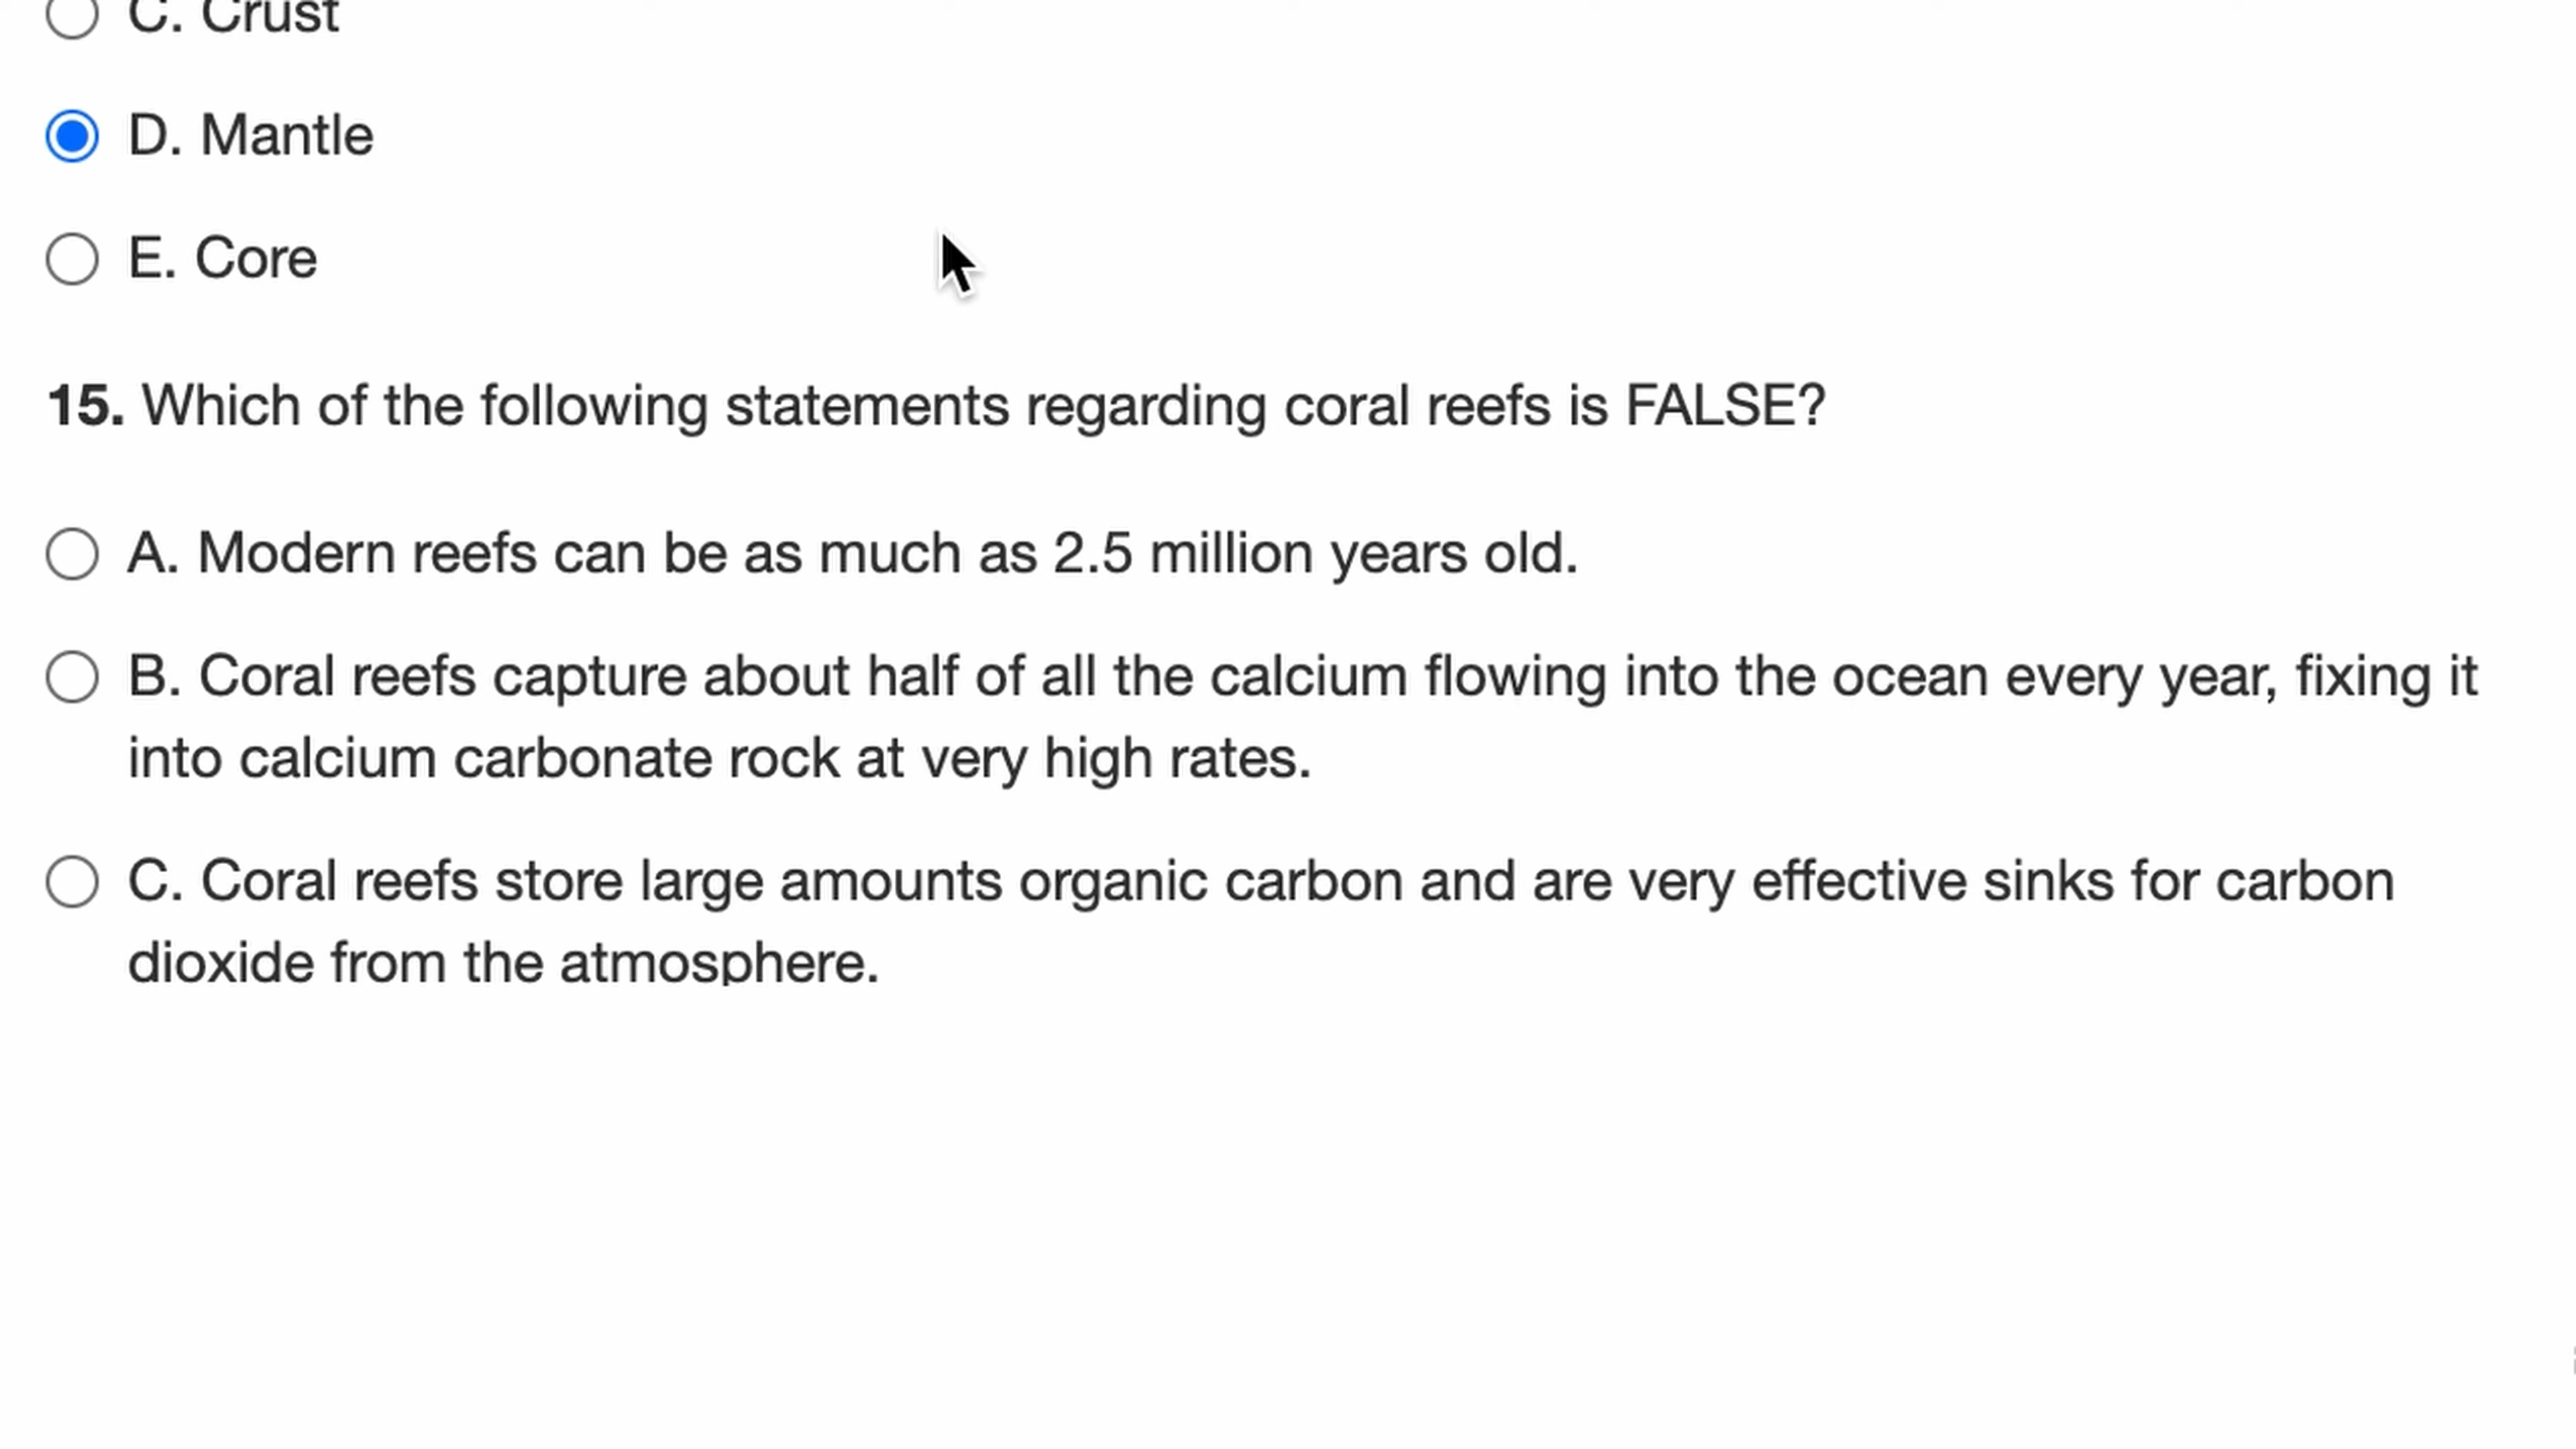 C. Crust
D. Mantle
E. Core
15. Which of the following statements regarding coral reefs is FALSE?
A. Modern reefs can be as much as 2.5 million years old.
B. Coral reefs capture about half of all the calcium flowing into the ocean every year, fixing it
into calcium carbonate rock at very high rates.
C. Coral reefs store large amounts organic carbon and are very effective sinks for carbon
dioxide from the atmosphere.